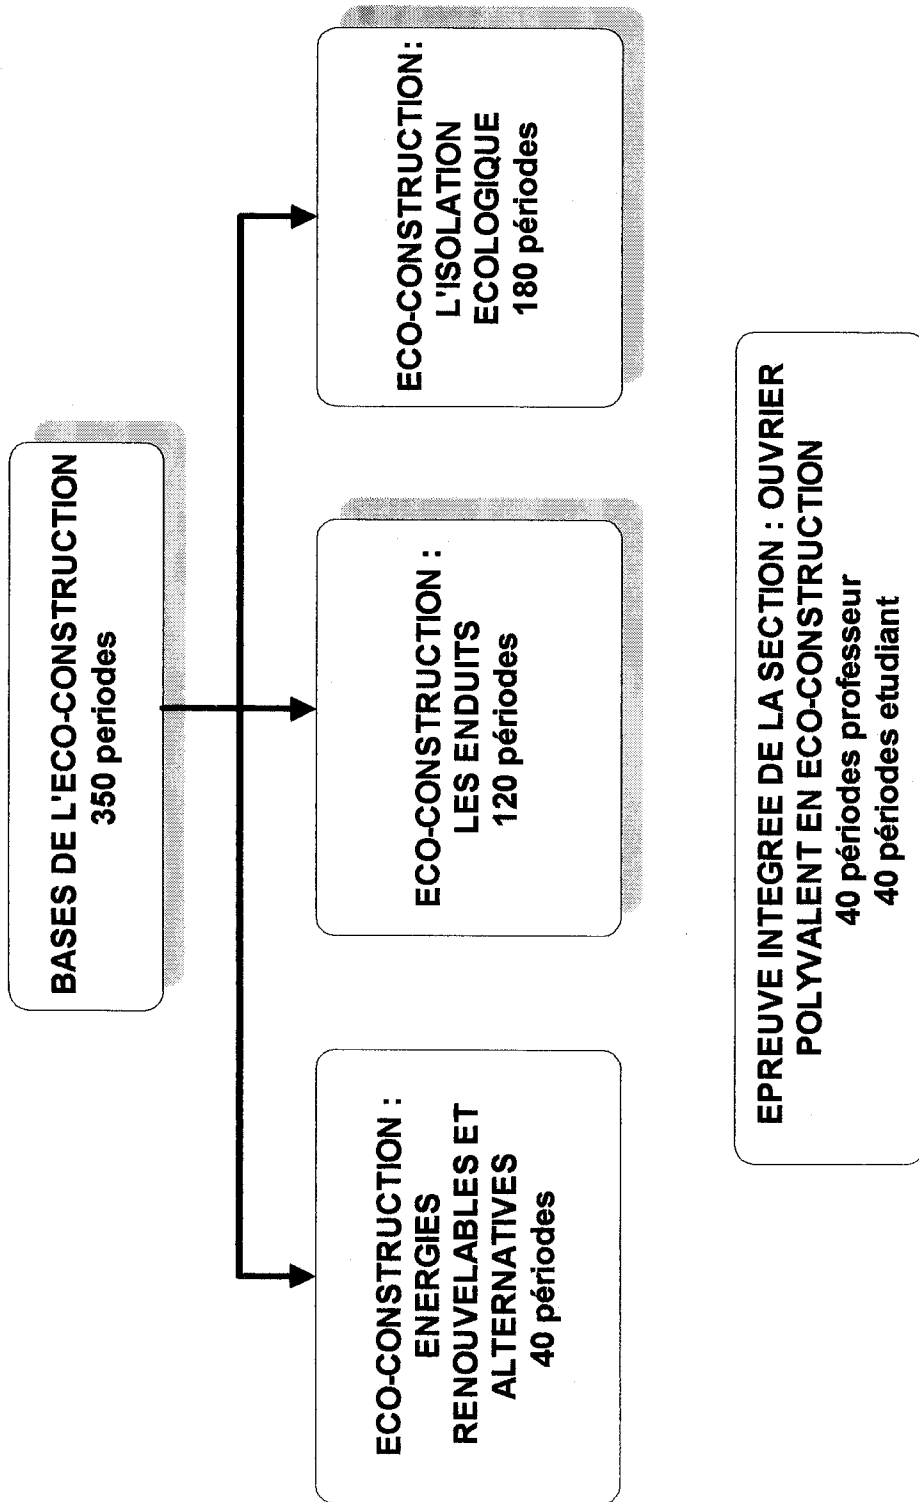 BASES DE L'ECO-CONSTRUCTION
350 periodes
ECO-CONSTRUCTION :
ENERGIES
RENOUVELABLES ET
ALTERNATIVES
40 périodes
ECO-CONSTRUCTION :
LES ENDUITS
120 périodes
ECO-CONSTRUCTION:
L'ISOLATION
ECOLOGIQUE
180 périodes
EPREUVE INTEGREE DE LA SECTION : OUVRIER
POLYVALENT EN ECO-CONSTRUCTION
40 périodes professeur
40 périodes etudiant